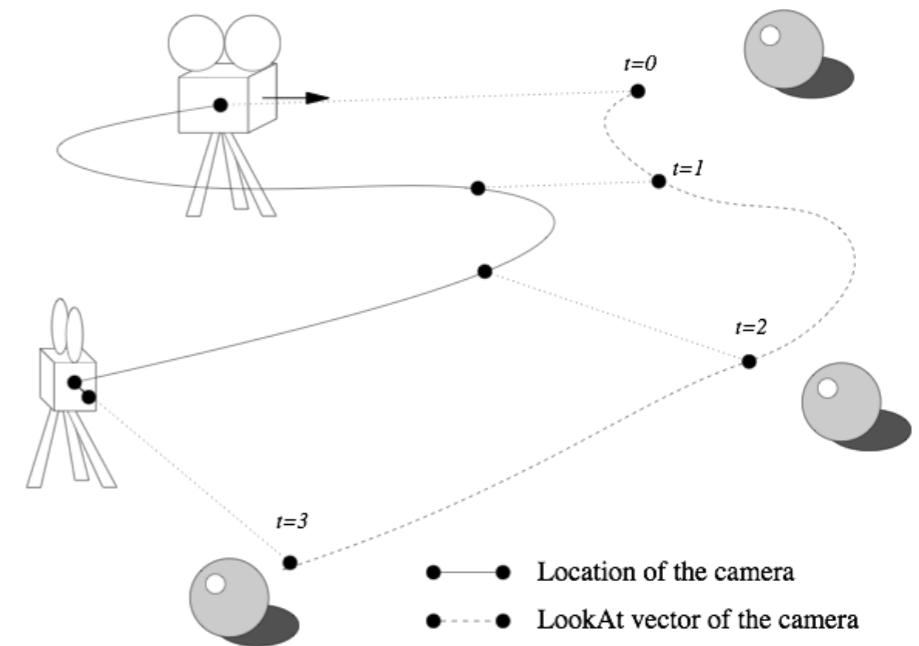 t=0
t=1
t=2
t=3
Location of the camera
LookAt vector of the camera